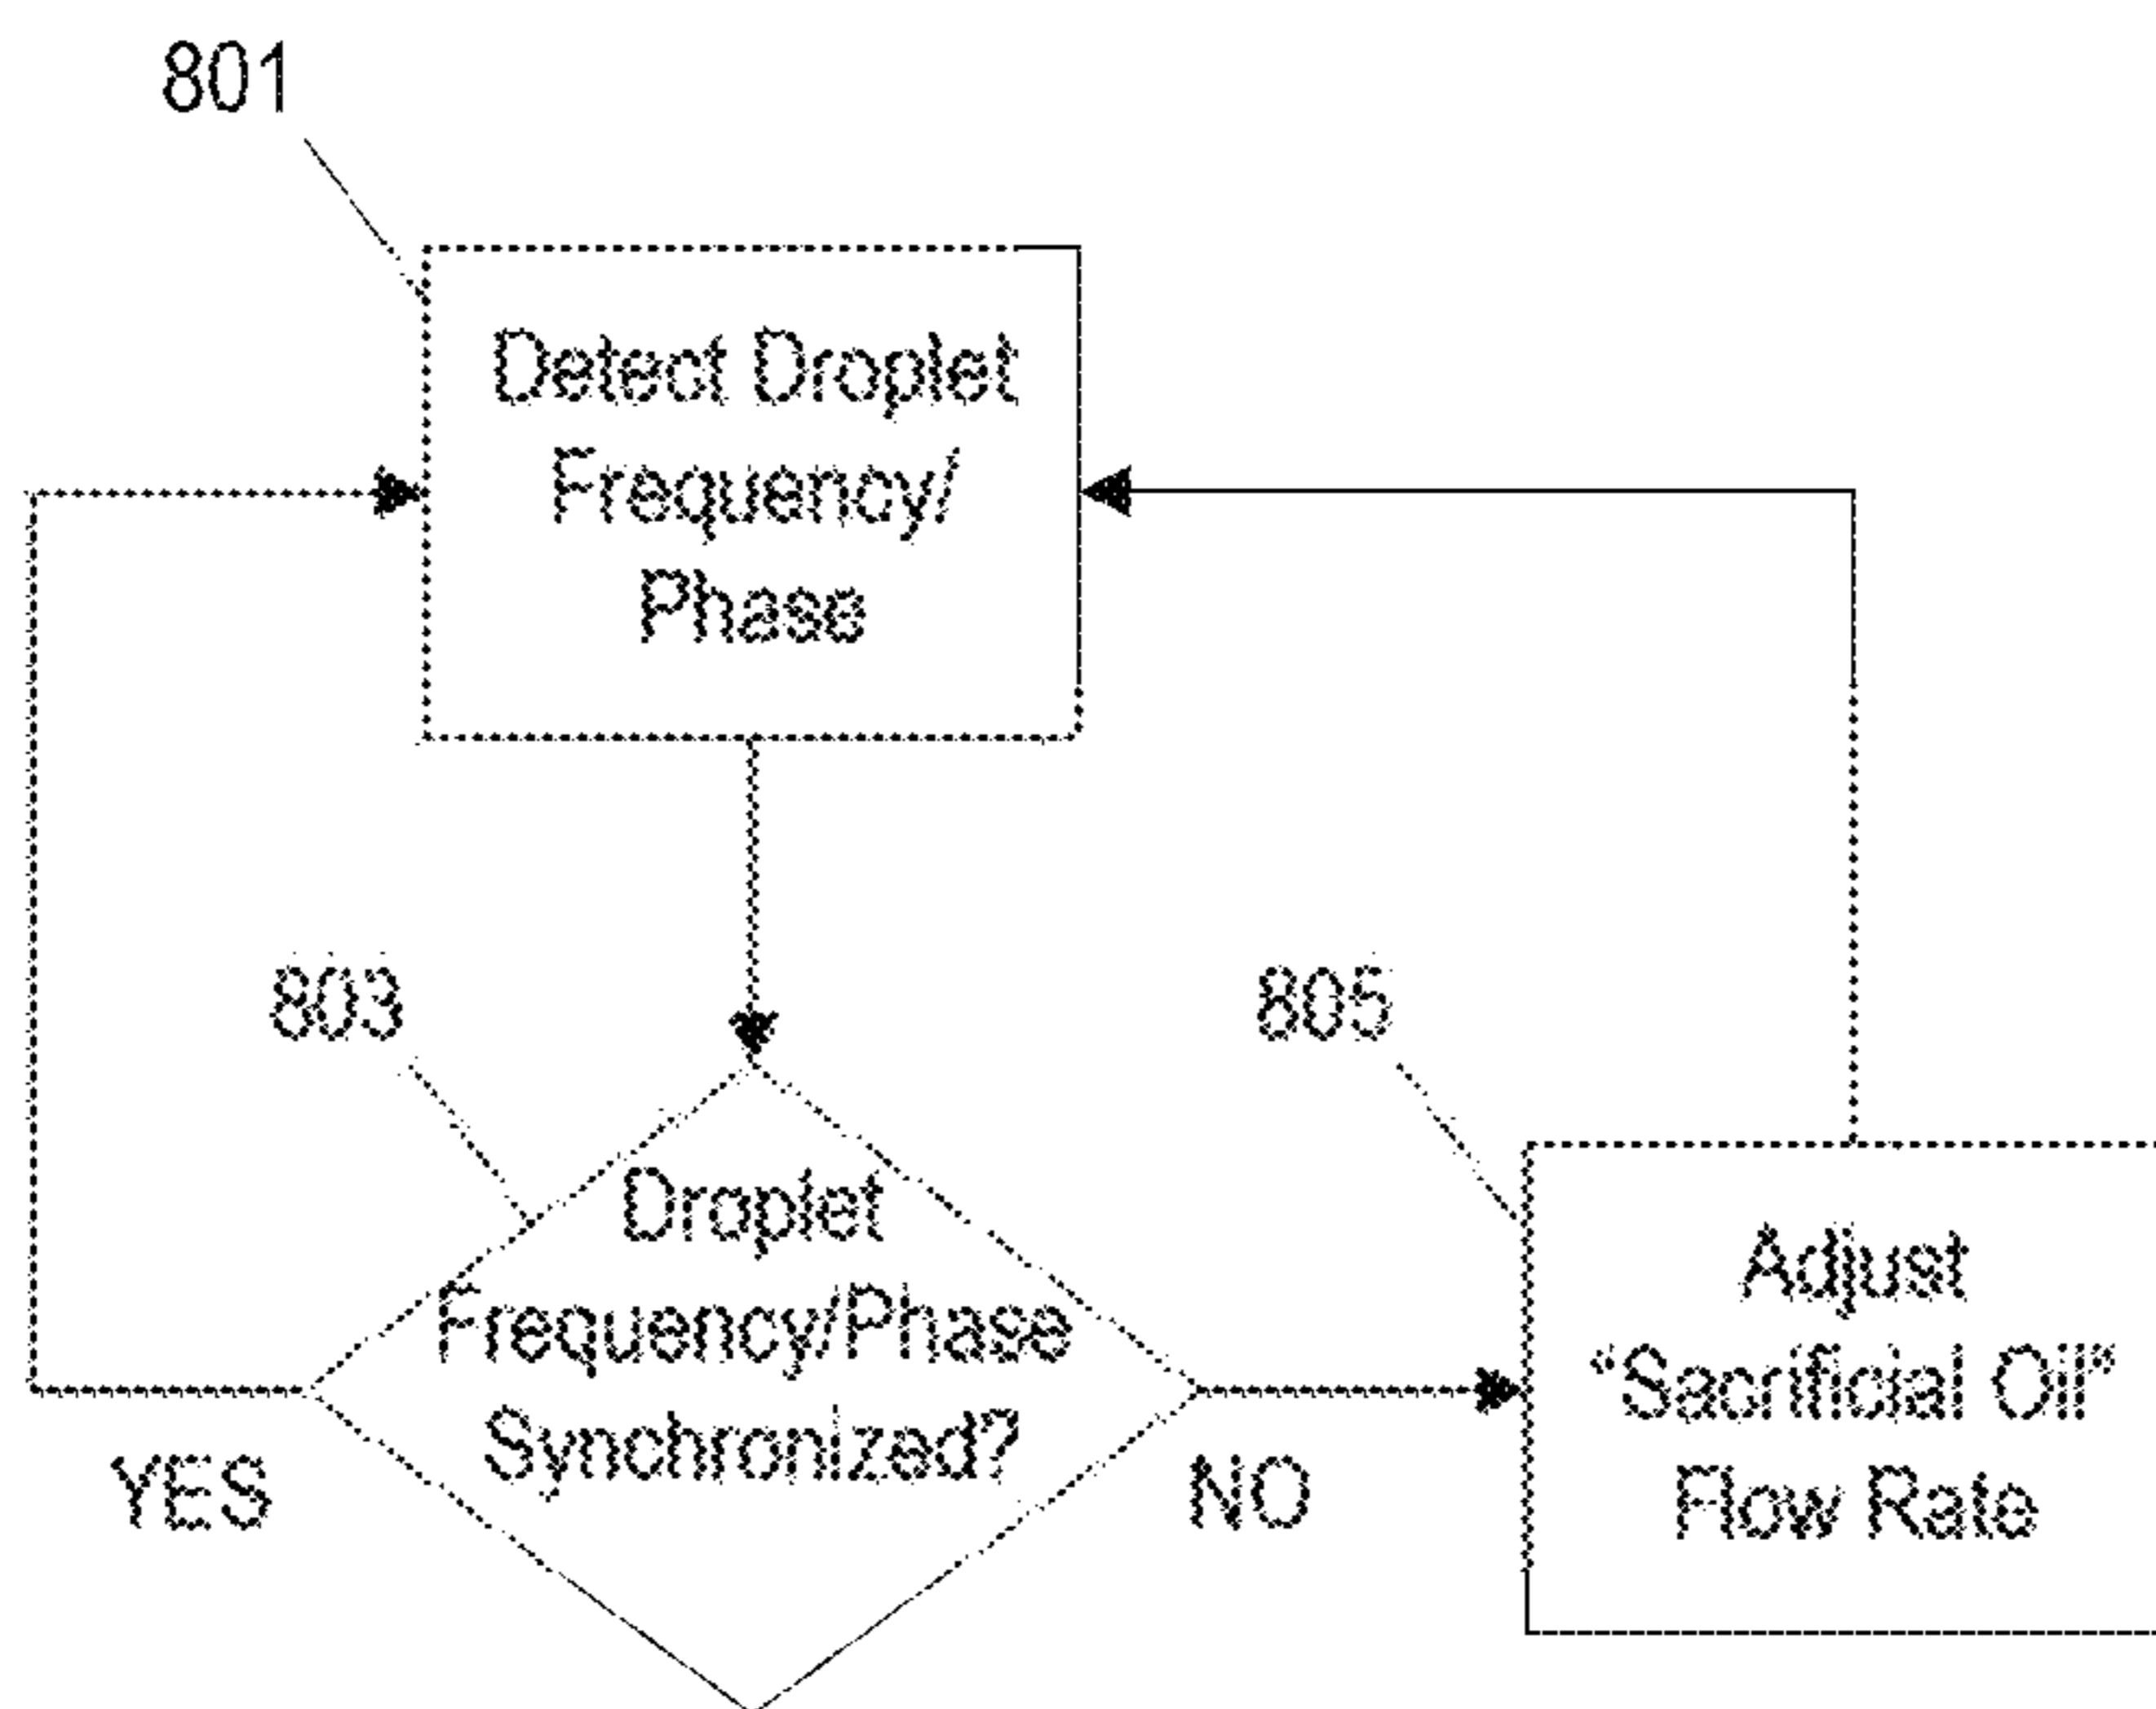 801
Detect Droplet
Frequency/
Phase
803
805
Droplet
Frequency/Phase
Synchronized?
YES
NO
Adjust
“Sacrificial Oil”
Flow Rate